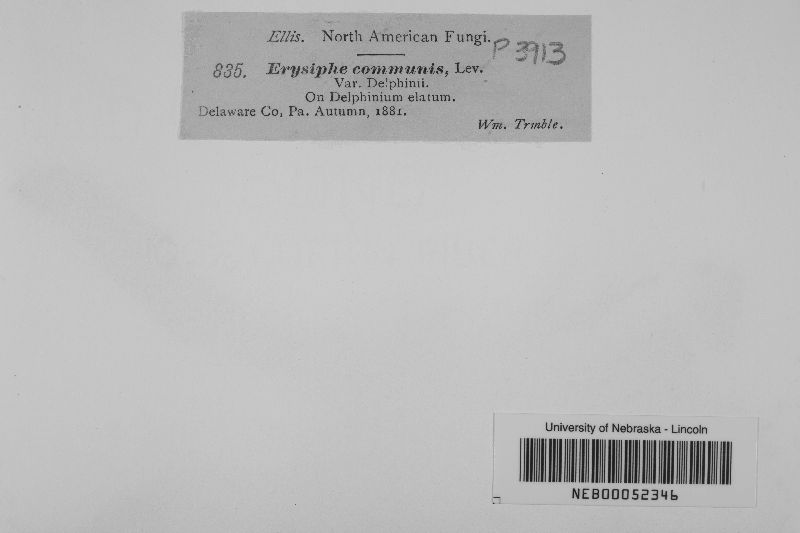 Ellis. North American Fungi.
P 3913
835. Erysiphe communis, Lev.
Var. Delphinii.
On Delphinium elatum.
Delaware Co, Pa. Autumn, 1881.
Wm. Trmble.
University of Nebraska - Lincoln
NEB00052346